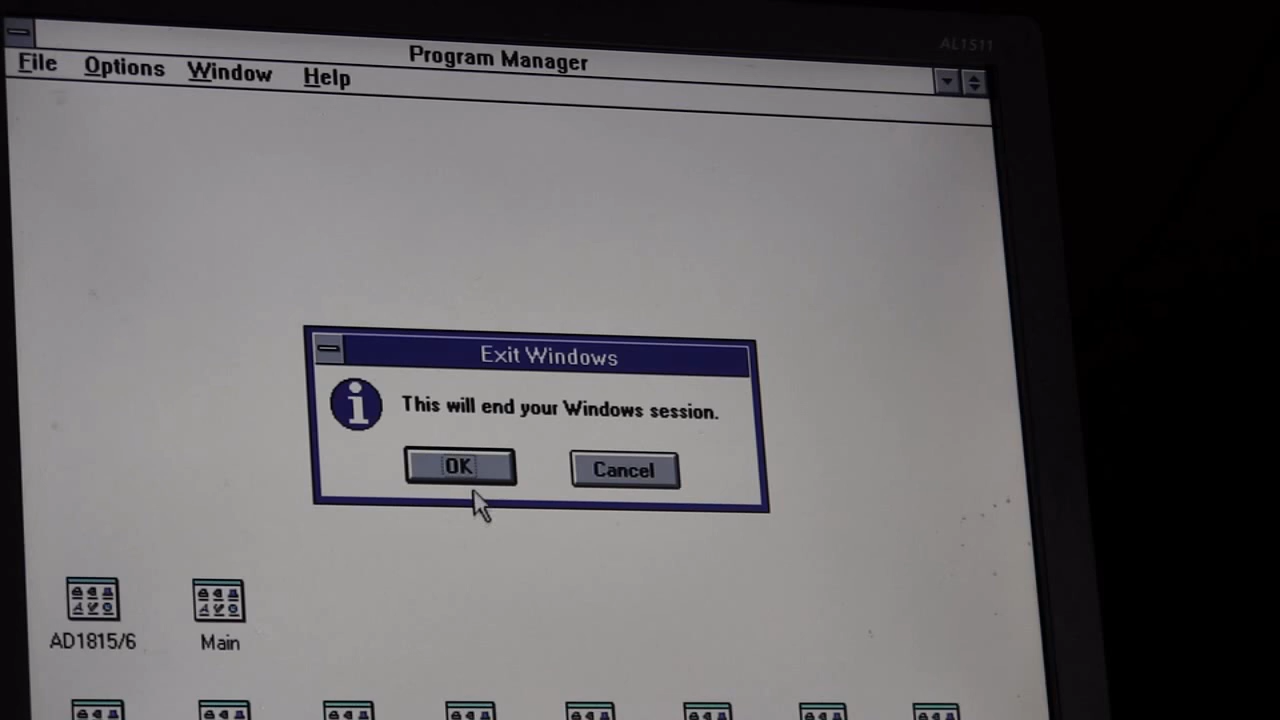 AL1511
Program Manager
File Options Window Help
Exit Windows
This will end your Windows session.
OK Cancel
AD1815/6 Main